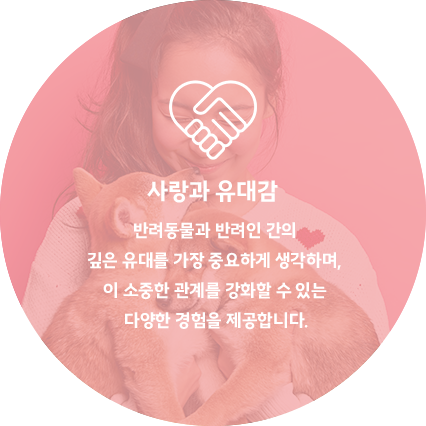 사랑과 유대감
반려동물과 반려인 간의
깊은 유대를 가장 중요하게 생각하며,
이 소중한 관계를 강화할 수 있는
다양한 경험을 제공합니다.